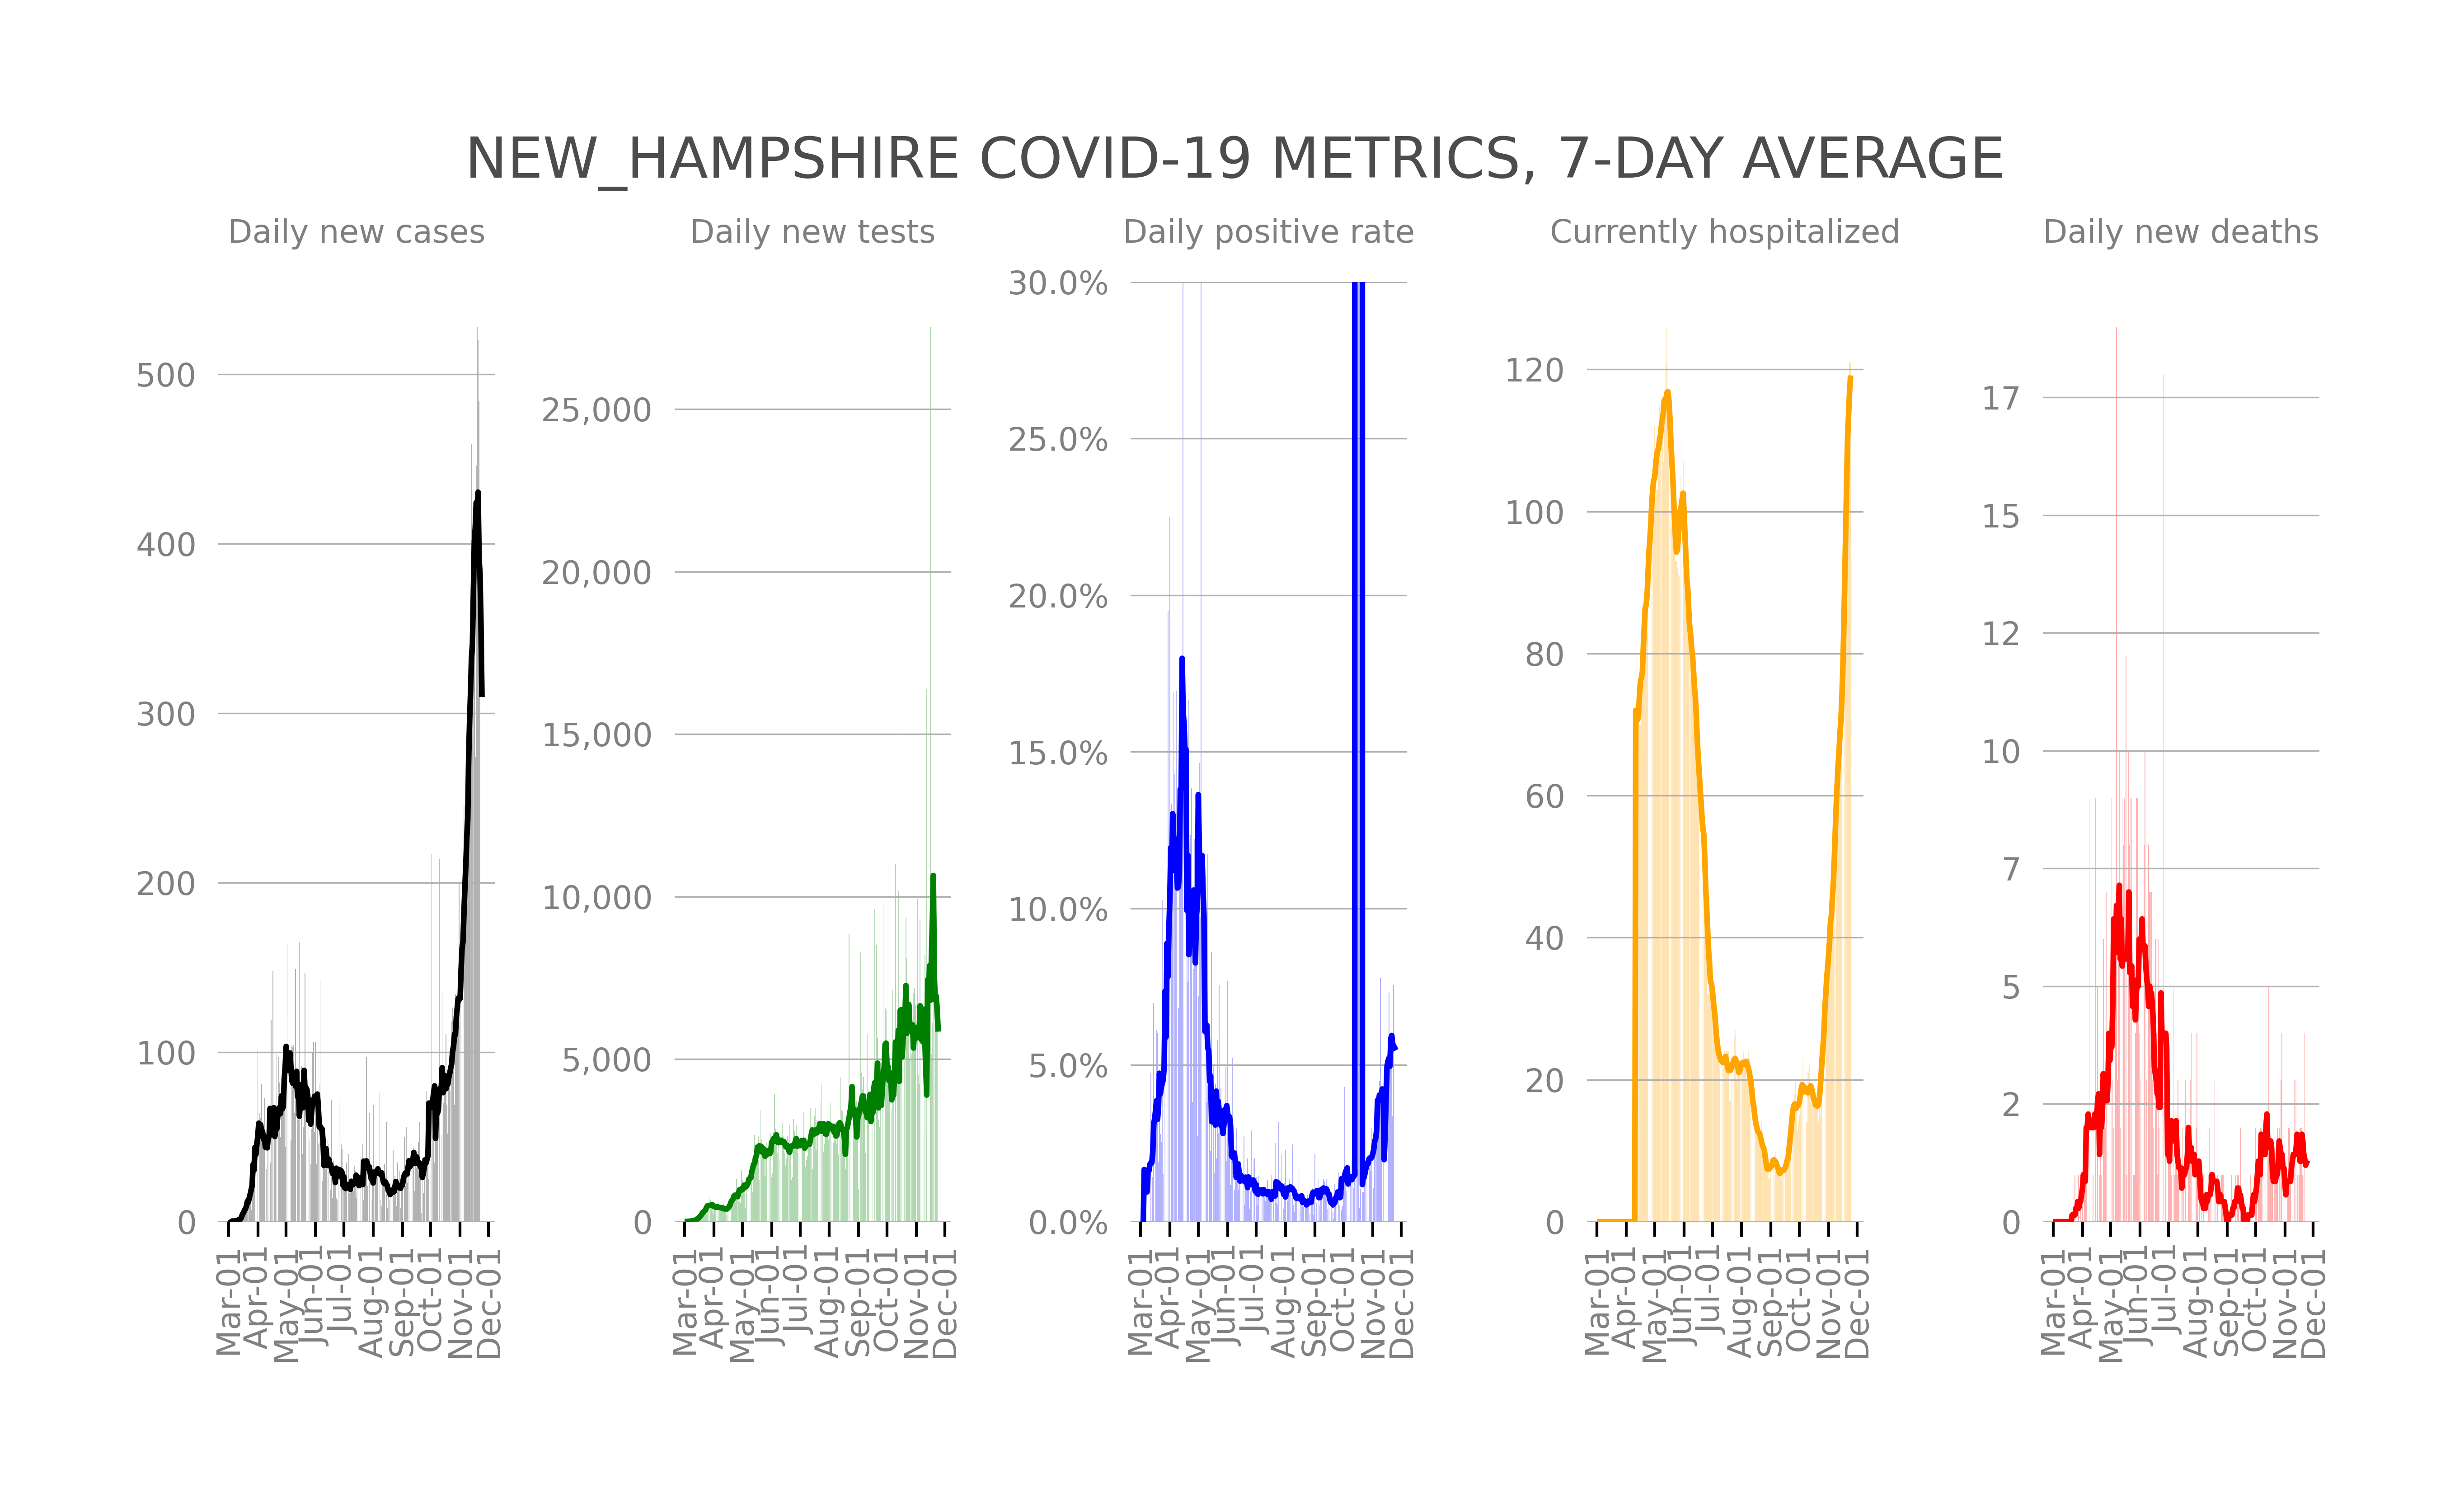 NEW_HAMPSHIRE COVID-19 METRICS, 7-DAY AVERAGE
Daily new cases
500
400
300
200
100
0
Mar-01
Apr-01
May-01
Jun-01
Jul-01
Aug-01
Sep-01
Oct-01
Nov-01
Dec-01
Daily new tests
25,000
20,000
15,000
10,000
5,000
0
Mar-01
Apr-01
May-01
Jun-01
Jul-01
Aug-01
Sep-01
Oct-01
Nov-01
Dec-01
Daily positive rate
30.0%
25.0%
20.0%
15.0%
10.0%
5.0%
0.0%
Mar-01
Apr-01
May-01
Jun-01
Jul-01
Aug-01
Sep-01
Oct-01
Nov-01
Dec-01
Currently hospitalized
120
100
80
60
40
20
0
Mar-01
Apr-01
May-01
Jun-01
Jul-01
Aug-01
Sep-01
Oct-01
Nov-01
Dec-01
Daily new deaths
17
15
12
10
7
5
2
0
Mar-01
Apr-01
May-01
Jun-01
Jul-01
Aug-01
Sep-01
Oct-01
Nov-01
Dec-01